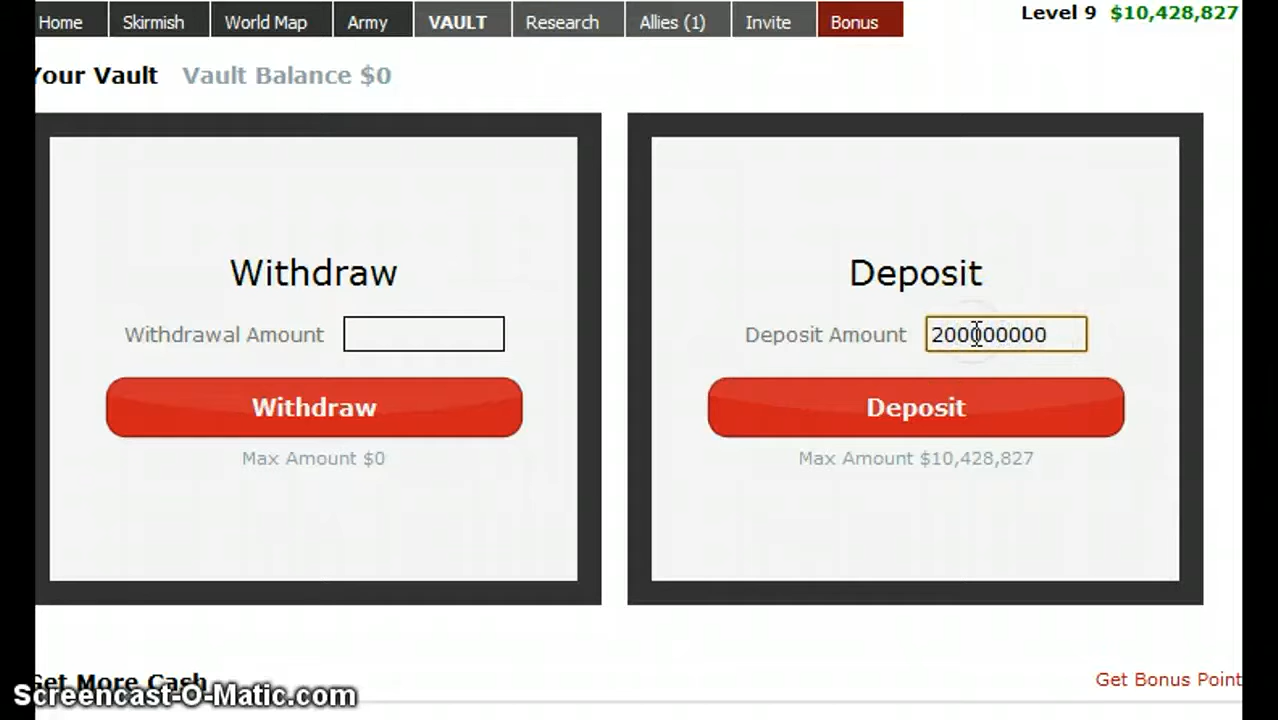 Home Skirmish World Map Army VAULT Research Allies (1) Invite Bonus Level 9 $10,428,827
Your Vault Vault Balance $0
Withdraw
Withdrawal Amount
Withdraw
Max Amount $0
Deposit
Deposit Amount 200000000
Deposit
Max Amount $10,428,827
Get More Cash
Get Bonus Point
Screencast-O-Matic.com